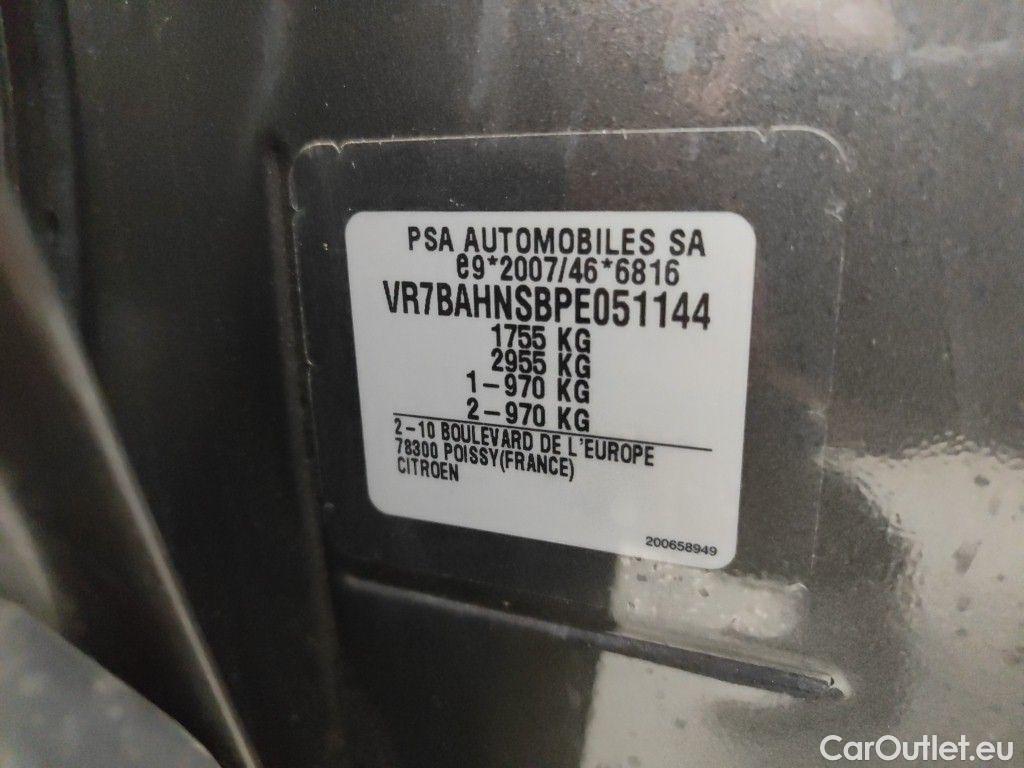 PSA AUTOMOBILES SA
e9*2007/46*6816
VR7BAHNSBPE051144
1755 KG
2955 KG
1-970 KG
2-970 KG
2-10 BOULEVARD DE L'EUROPE
78300 POISSY(FRANCE)
CITROEN
200658949
CarOutlet.eu